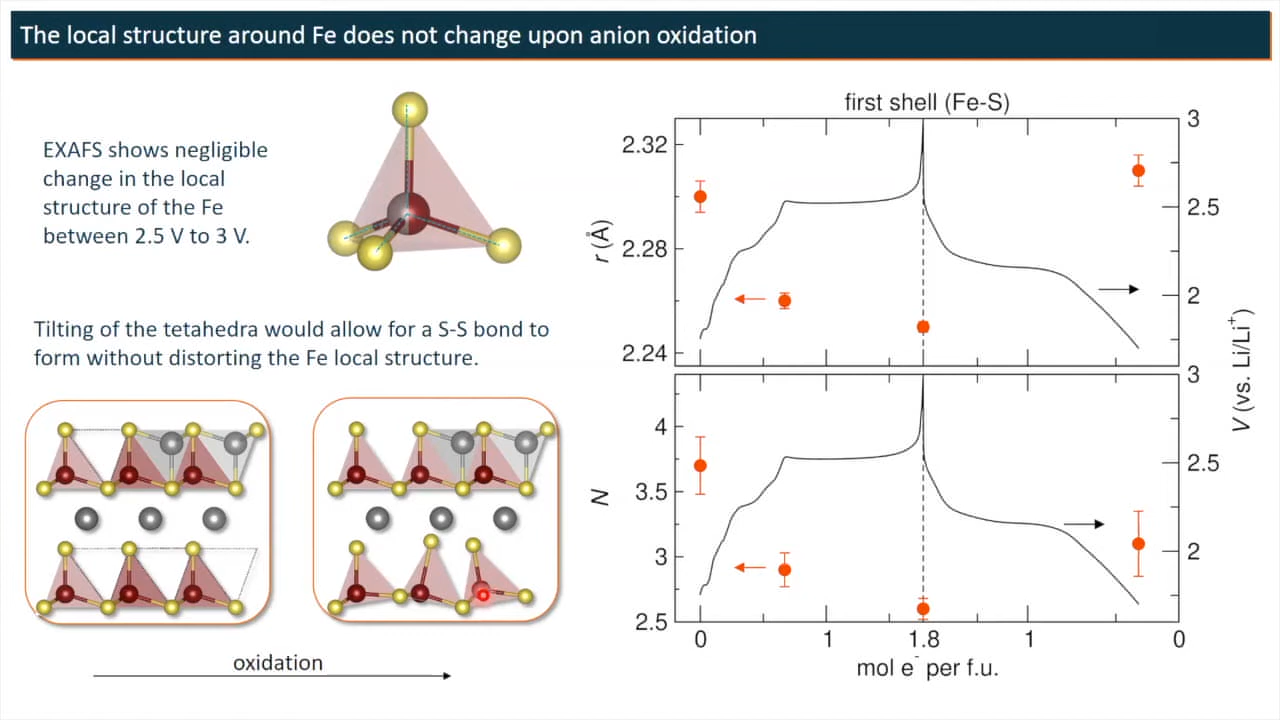 The local structure around Fe does not change upon anion oxidation
EXAFS shows negligible
change in the local
structure of the Fe
between 2.5 V to 3 V.
Tilting of the tetahedra would allow for a S-S bond to
form without distorting the Fe local structure.
oxidation
first shell (Fe-S)
2.32
2.28
2.24
r (Å)
3
2.5
2
4
3.5
3
2.5
N
3
2.5
2
V (vs. Li/Li⁺)
0
1
1.8
1
0
mol e⁻ per f.u.